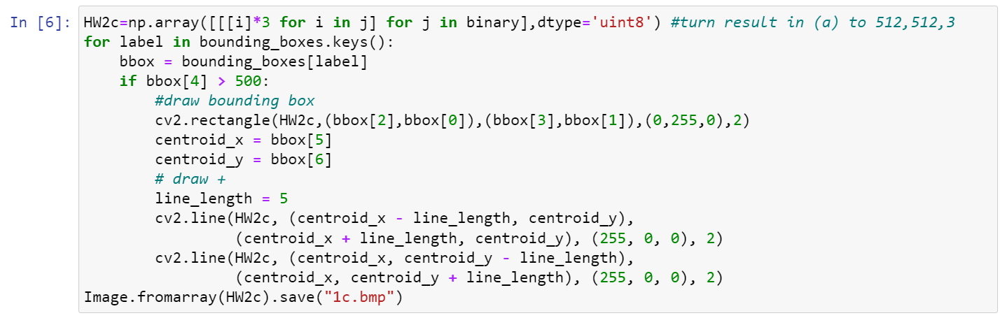 In [6]: HW2c=np.array([[[i]*3 for i in j] for j in binary],dtype='uint8') #turn result in (a) to 512,512,3
for label in bounding_boxes.keys():
    bbox = bounding_boxes[label]
    if bbox[4] > 500:
        #draw bounding box
        cv2.rectangle(HW2c,(bbox[2],bbox[0]),(bbox[3],bbox[1]),(0,255,0),2)
        centroid_x = bbox[5]
        centroid_y = bbox[6]
        # draw +
        line_length = 5
        cv2.line(HW2c, (centroid_x - line_length, centroid_y),
                 (centroid_x + line_length, centroid_y), (255, 0, 0), 2)
        cv2.line(HW2c, (centroid_x, centroid_y - line_length),
                 (centroid_x, centroid_y + line_length), (255, 0, 0), 2)
Image.fromarray(HW2c).save("1c.bmp")